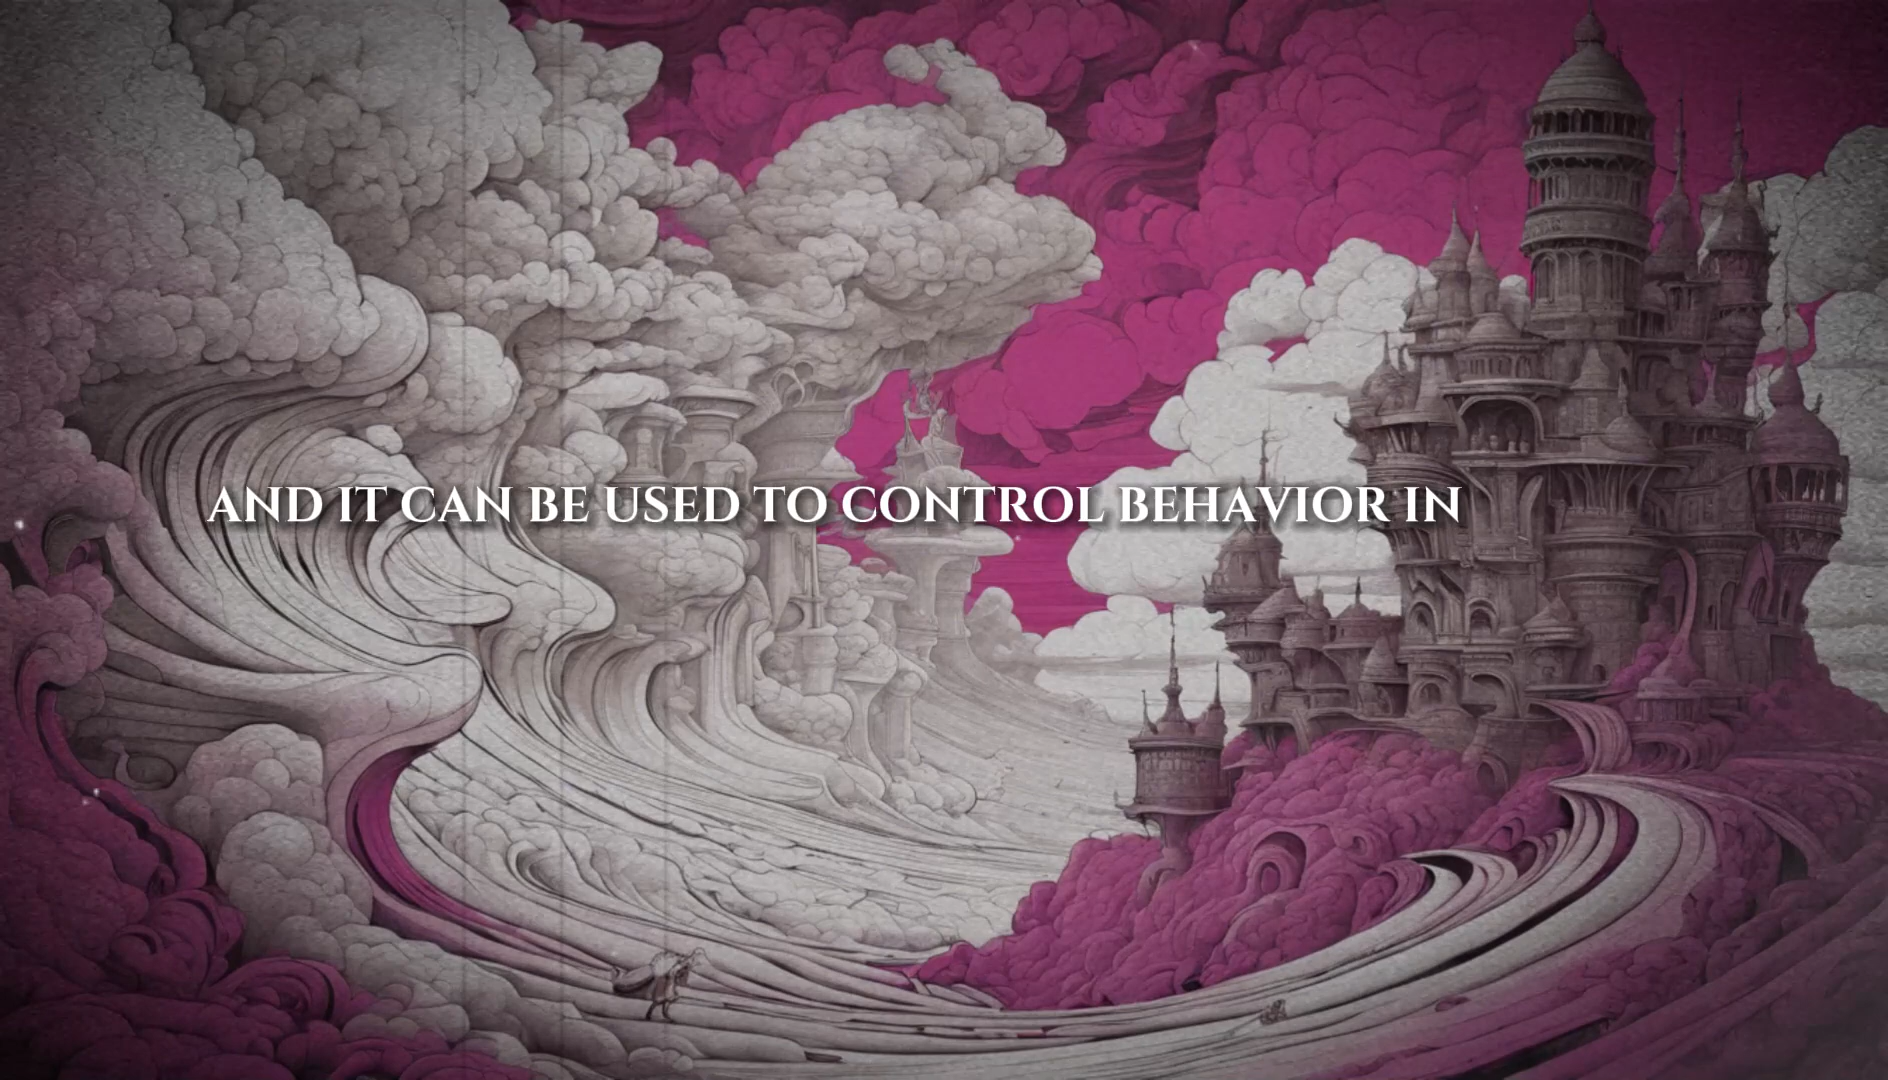 AND IT CAN BE USED TO CONTROL BEHAVIOR IN